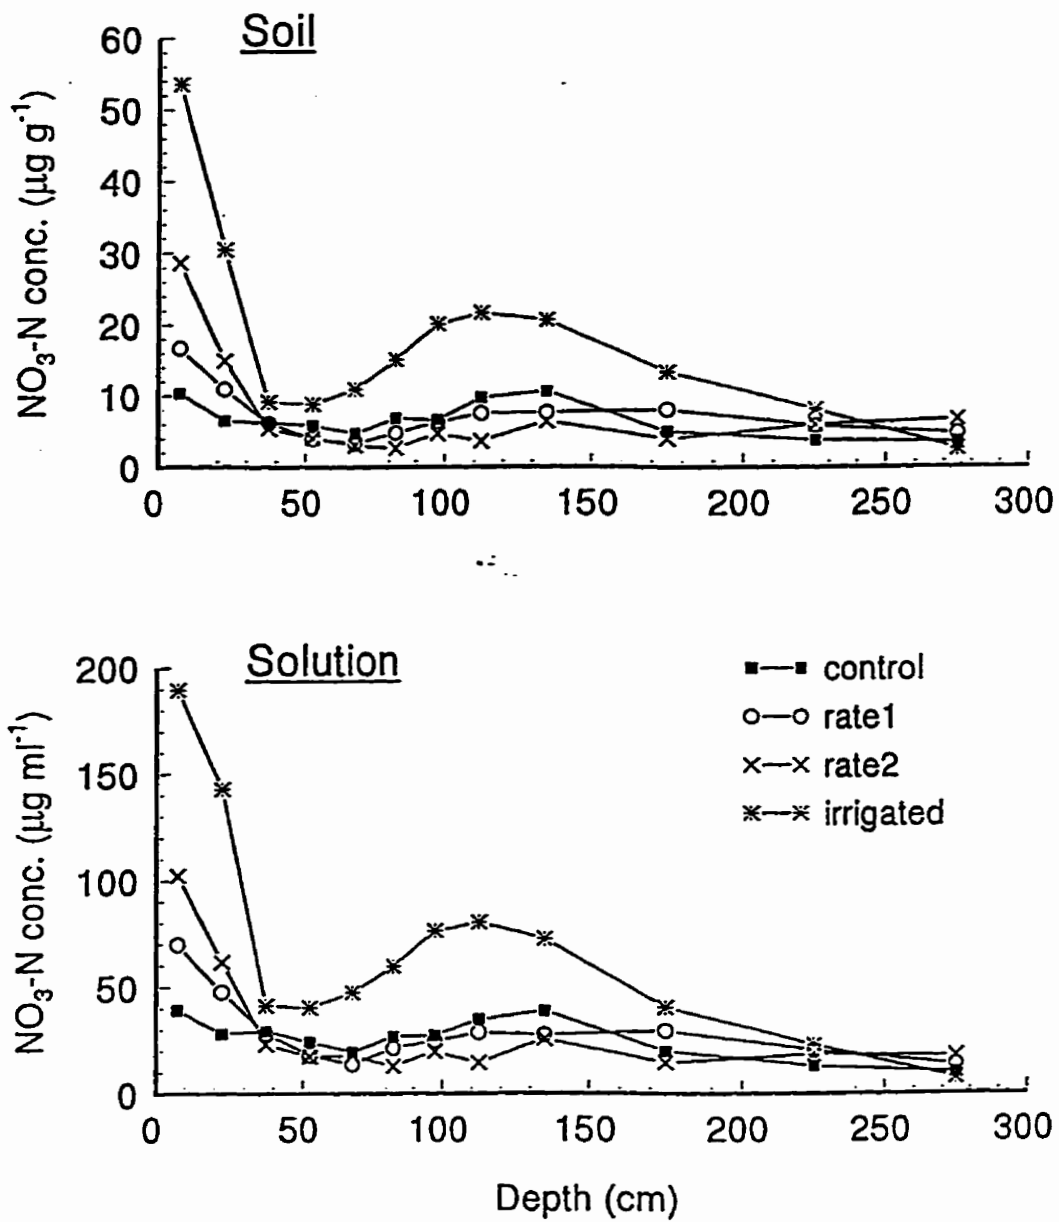 Soil
NO₃-N conc. (µg g⁻¹)
60
50
40
30
20
10
0
0 50 100 150 200 250 300
Solution
NO₃-N conc. (µg ml⁻¹)
200
150
100
50
0
control
rate1
rate2
irrigated
0 50 100 150 200 250 300
Depth (cm)